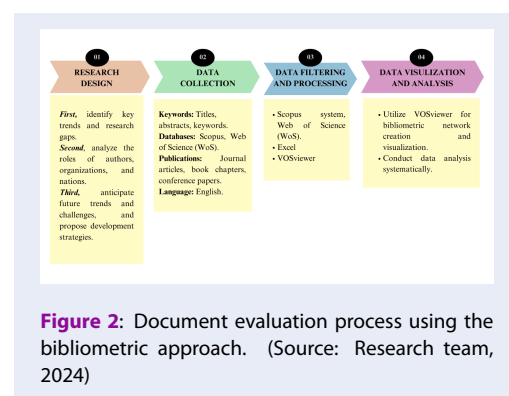 01
RESEARCH
DESIGN
First, identify key
trends and research
gaps.
Second, analyze the
roles of authors,
organizations, and
nations.
Third, anticipate
future trends and
challenges, and
propose development
strategies.
02
DATA
COLLECTION
Keywords: Titles,
abstracts, keywords.
Databases: Scopus, Web
of Science (WoS).
Publications: Journal
articles, book chapters,
conference papers.
Language: English.
03
DATA FILTERING
AND PROCESSING
• Scopus system,
Web of Science
(WoS).
• Excel
• VOSviewer
04
DATA VISULIZATION
AND ANALYSIS
• Utilize VOSviewer for
bibliometric network
creation and
visualization.
• Conduct data analysis
systematically.
Figure 2: Document evaluation process using the
bibliometric approach. (Source: Research team,
2024)